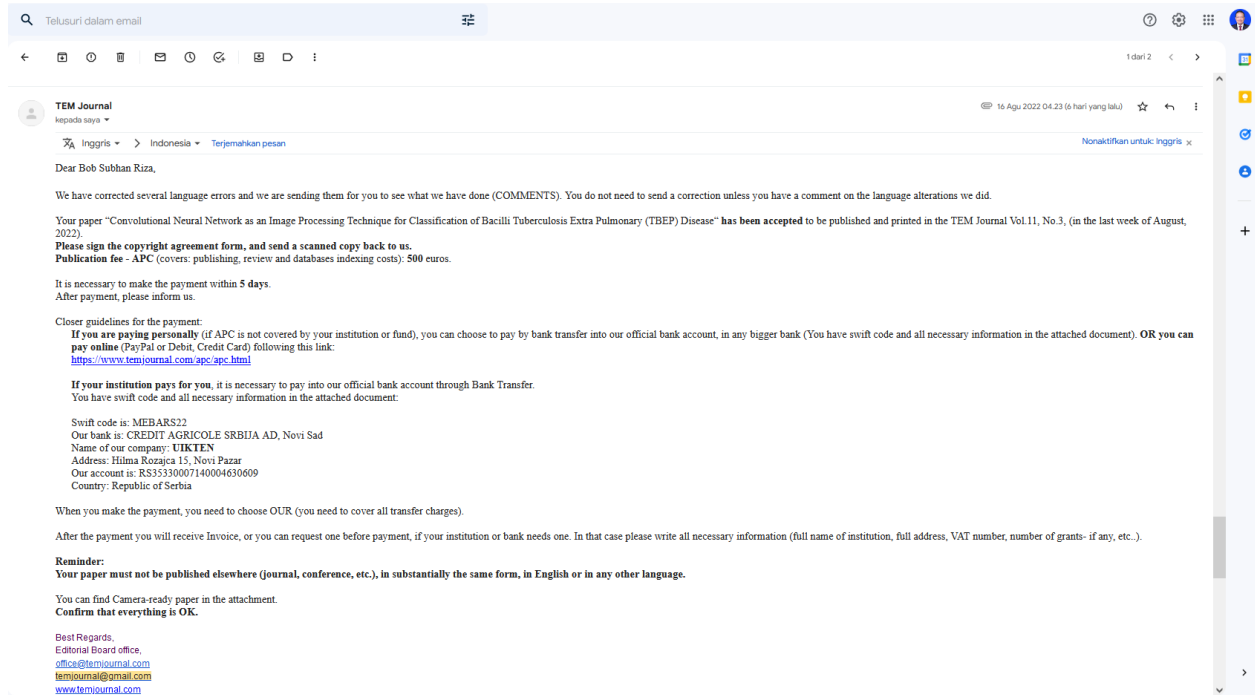 Telusuri dalam email
1 dari 2
TEM Journal
16 Agu 2022 04.23 (6 hari yang lalu)
kepada saya
Inggris > Indonesia Terjemahkan pesan
Nonaktifkan untuk: Inggris x
Dear Bob Subhan Riza,
We have corrected several language errors and we are sending them for you to see what we have done (COMMENTS). You do not need to send a correction unless you have a comment on the language alterations we did.
Your paper “Convolutional Neural Network as an Image Processing Technique for Classification of Bacilli Tuberculosis Extra Pulmonary (TBEP) Disease“ has been accepted to be published and printed in the TEM Journal Vol.11, No.3, (in the last week of August,
2022).
Please sign the copyright agreement form, and send a scanned copy back to us.
Publication fee - APC (covers: publishing, review and databases indexing costs): 500 euros.
It is necessary to make the payment within 5 days.
After payment, please inform us.
Closer guidelines for the payment:
If you are paying personally (if APC is not covered by your institution or fund), you can choose to pay by bank transfer into our official bank account, in any bigger bank (You have swift code and all necessary information in the attached document). OR you can
pay online (PayPal or Debit, Credit Card) following this link:
https://www.temjournal.com/apc/apc.html
If your institution pays for you, it is necessary to pay into our official bank account through Bank Transfer.
You have swift code and all necessary information in the attached document:
Swift code is: MEBARS22
Our bank is: CREDIT AGRICOLE SRBIJA AD, Novi Sad
Name of our company: UIKTEN
Address: Hilma Rozajca 15, Novi Pazar
Our account is: RS35330007140004630609
Country: Republic of Serbia
When you make the payment, you need to choose OUR (you need to cover all transfer charges).
After the payment you will receive Invoice, or you can request one before payment, if your institution or bank needs one. In that case please write all necessary information (full name of institution, full address, VAT number, number of grants- if any, etc..).
Reminder:
Your paper must not be published elsewhere (journal, conference, etc.), in substantially the same form, in English or in any other language.
You can find Camera-ready paper in the attachment.
Confirm that everything is OK.
Best Regards,
Editorial Board office,
office@temjournal.com
temjournal@gmail.com
www.temjournal.com